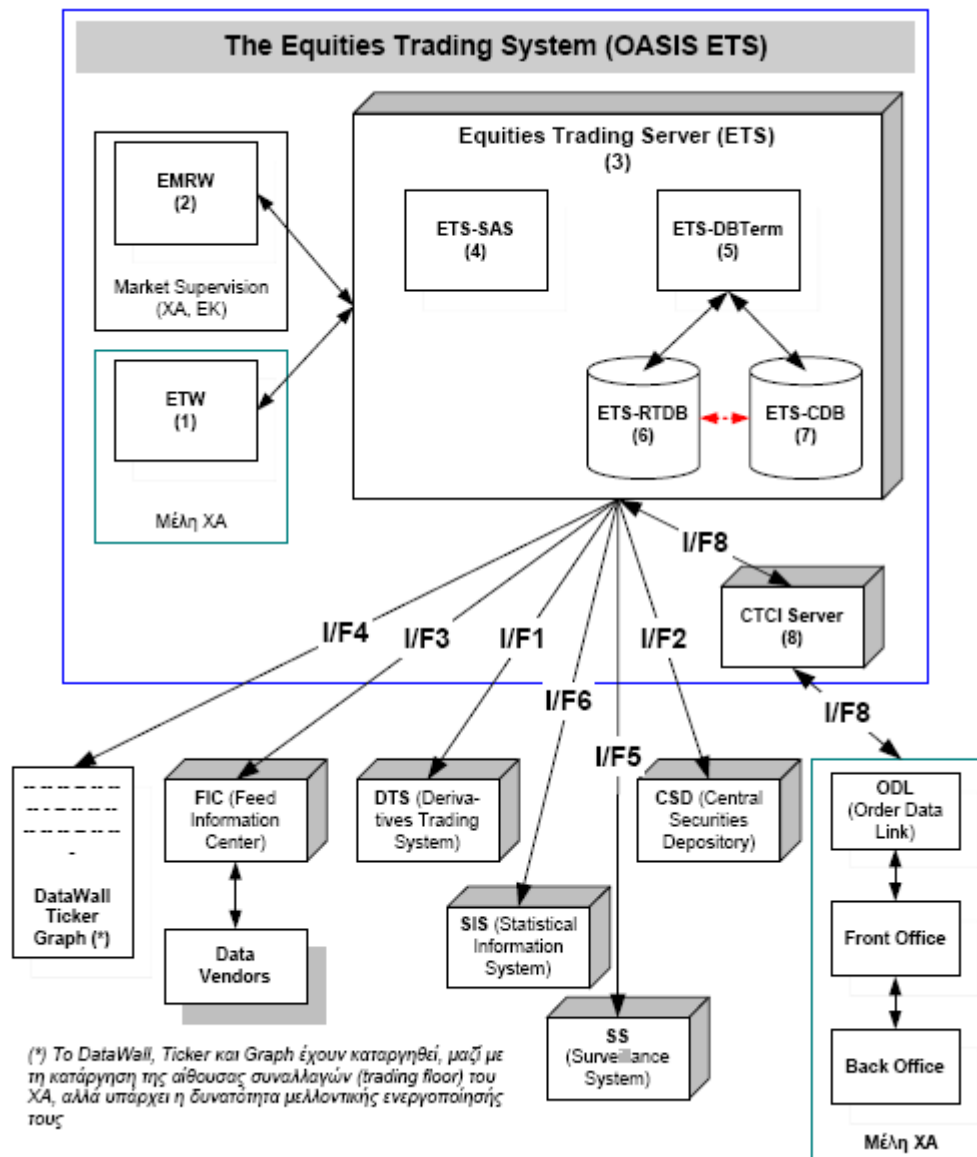 The Equities Trading System (OASIS ETS)
Equities Trading Server (ETS)
(3)
EMRW
(2)
Market Supervision
(ΧΑ, ΕΚ)
ETS-SAS
(4)
ETS-DBTerm
(5)
ETW
(1)
Μέλη ΧΑ
ETS-RTDB
(6)
ETS-CDB
(7)
I/F8
CTCI Server
(8)
I/F4
I/F3
I/F1
I/F2
I/F6
I/F8
I/F5
DataWall
Ticker
Graph (*)
FIC (Feed
Information
Center)
DTS (Deriva-
tives Trading
System)
CSD (Central
Securities
Depository)
ODL
(Order Data
Link)
Data
Vendors
SIS (Statistical
Information
System)
Front Office
SS
(Surveillance
System)
Back Office
Μέλη ΧΑ
(*) Το DataWall, Ticker και Graph έχουν καταργηθεί, μαζί με
τη κατάργηση της αίθουσας συναλλαγών (trading floor) του
ΧΑ, αλλά υπάρχει η δυνατότητα μελλοντικής ενεργοποίησής
τους